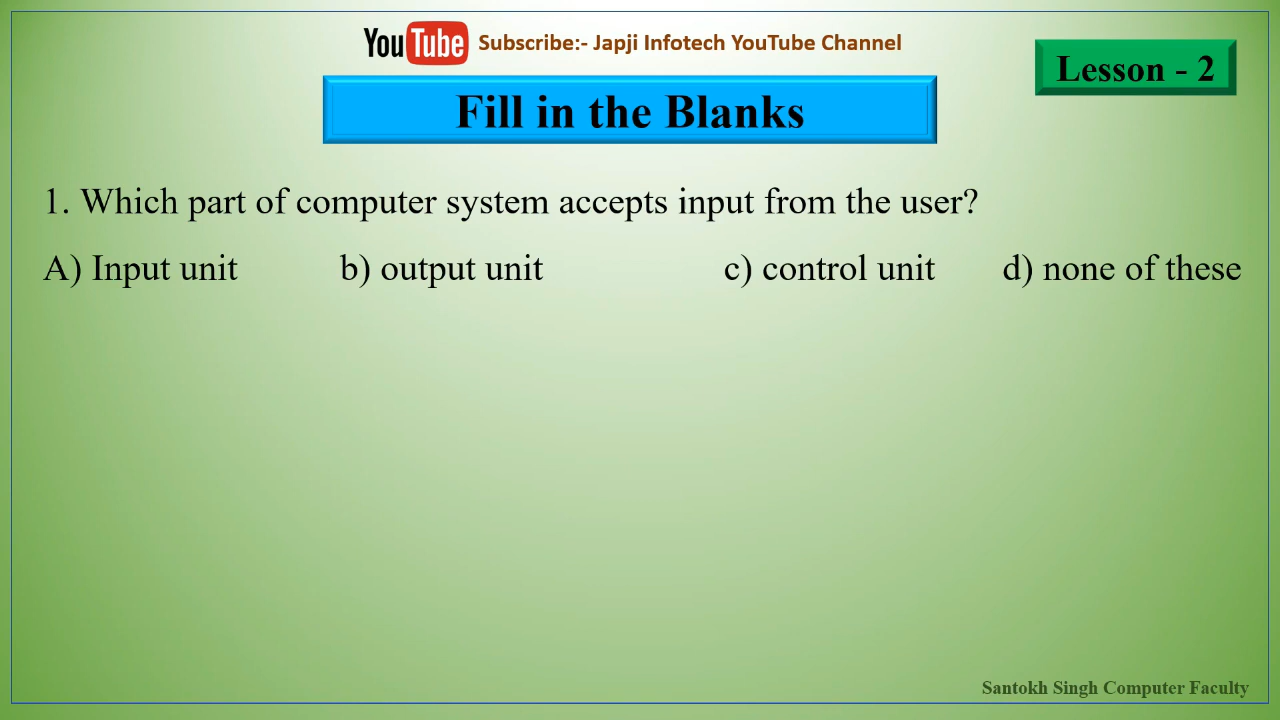 YouTube Subscribe:- Japji Infotech YouTube Channel
Lesson - 2
Fill in the Blanks
1. Which part of computer system accepts input from the user?
A) Input unit b) output unit c) control unit d) none of these
Santokh Singh Computer Faculty